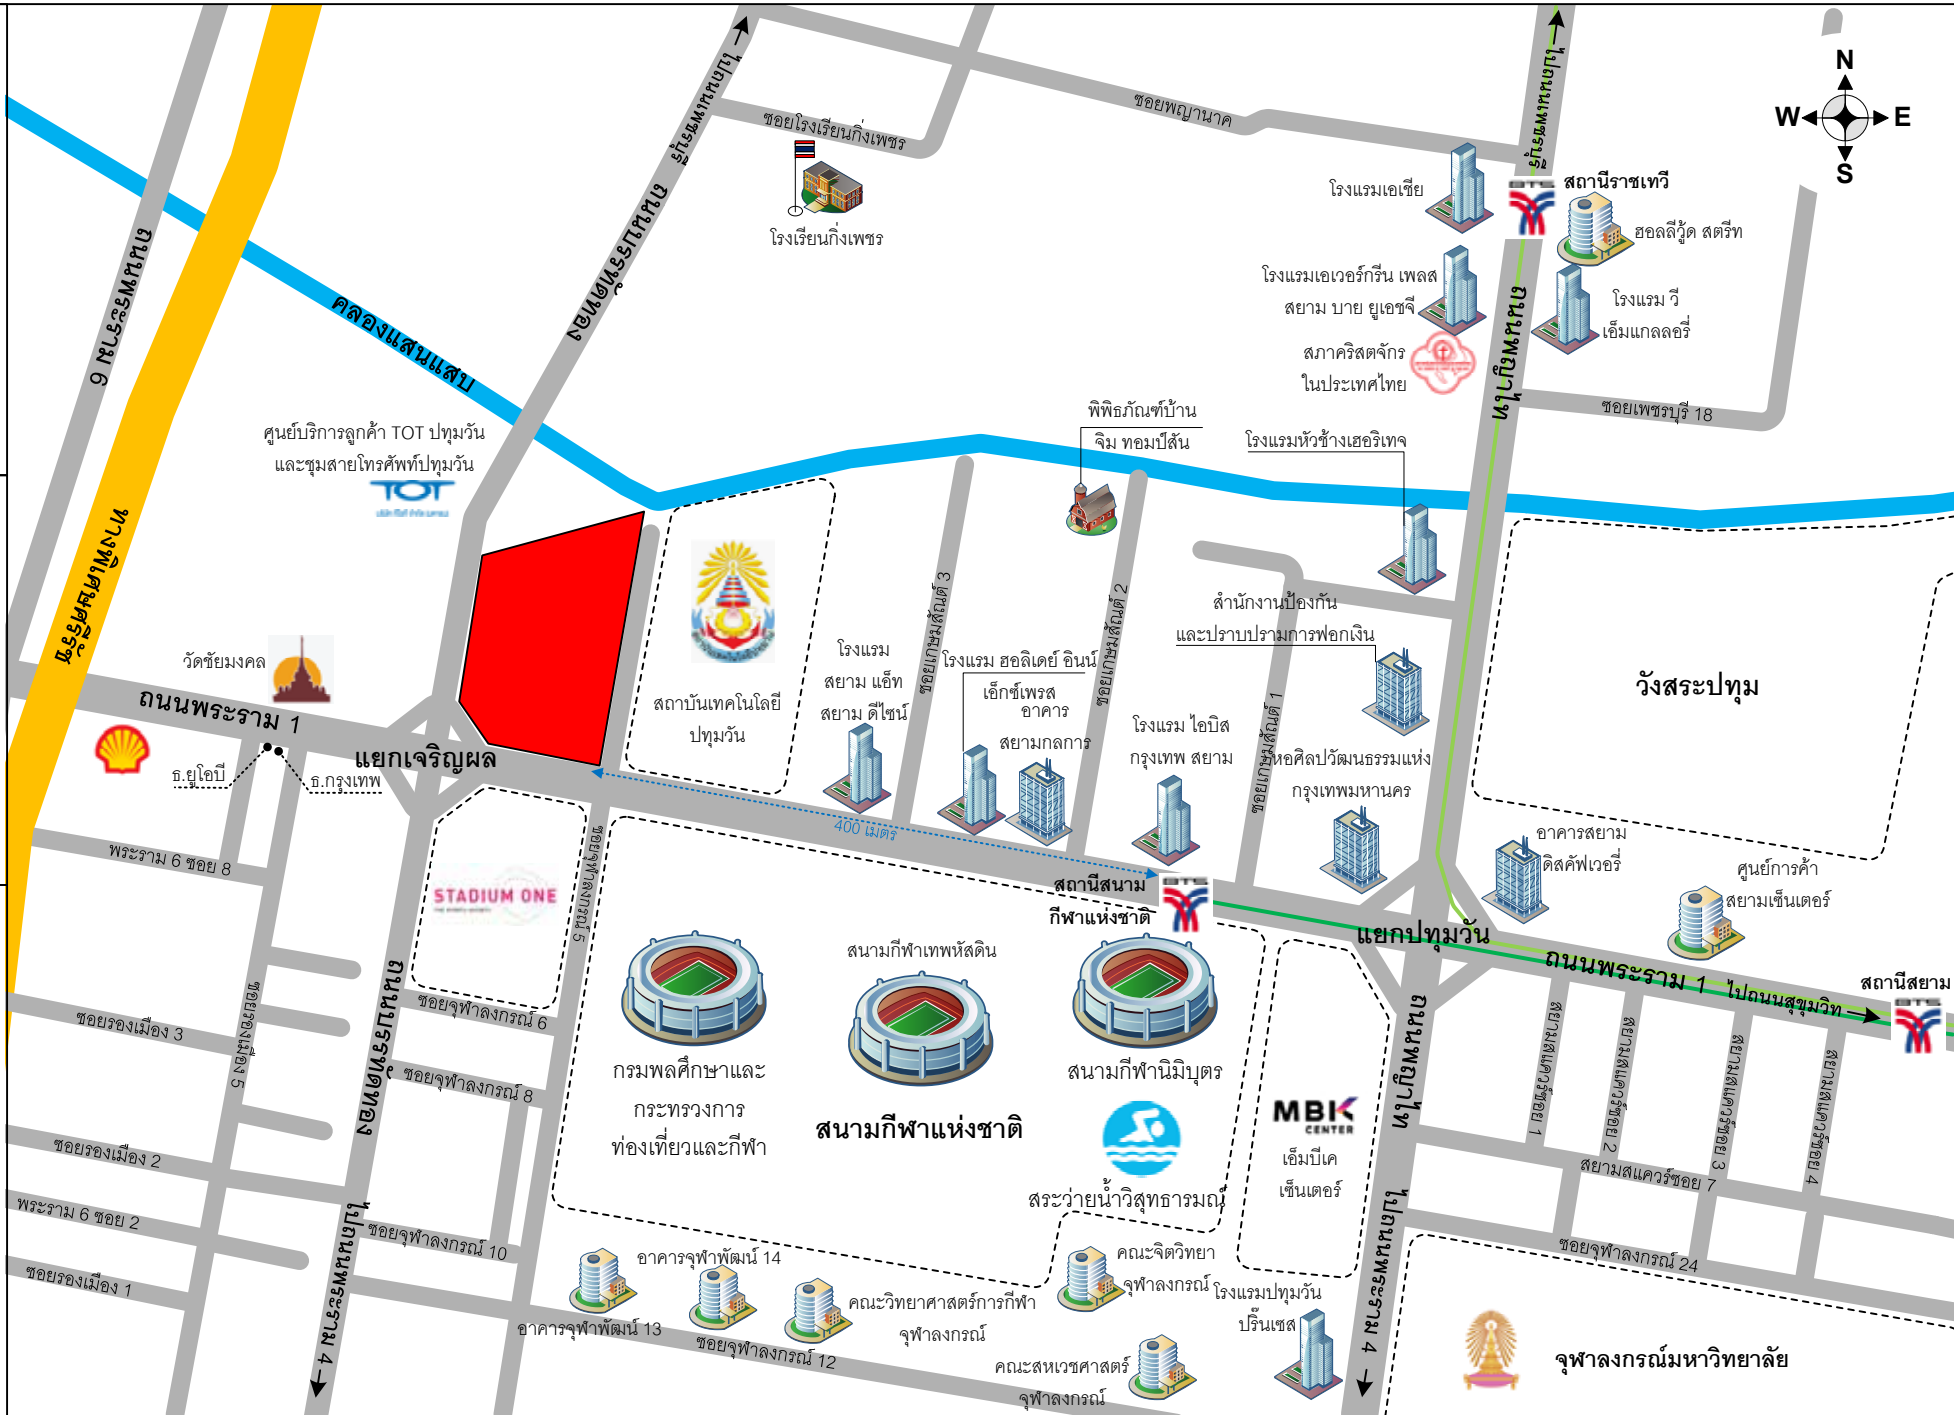 N
W
E
S
ไปถนนเพชรบุรี
ไปถนนเพชรบุรี
ซอยพญานาค
ซอยโรงเรียนกิ่งเพชร
โรงเรียนกิ่งเพชร
โรงแรมเอเชีย
BTS
สถานีราชเทวี
ฮอลลีวู้ด สตรีท
โรงแรมเอเวอร์กรีน เพลส
สยาม บาย ยูเอชจี
โรงแรม วี
เอ็มแกลลอรี่
สภาคริสตจักร
ในประเทศไทย
ซอยเพชรบุรี 18
ถนนพระราม 6
ถนนบรรทัดทอง
ถนนพญาไท
คลองแสนแสบ
พิพิธภัณฑ์บ้าน
จิม ทอมป์สัน
โรงแรมหัวช้างเฮอริเทจ
ศูนย์บริการลูกค้า TOT ปทุมวัน
และชุมสายโทรศัพท์ปทุมวัน
TOT
ทางพิเศษศรีรัช
วัดชัยมงคล
ถนนพระราม 1
ธ.ยูโอบี
ธ.กรุงเทพ
แยกเจริญผล
สถาบันเทคโนโลยี
ปทุมวัน
โรงแรม
สยาม แอ็ท
สยาม ดีไซน์
ซอยเกษมสันต์ 3
โรงแรม ฮอลิเดย์ อินน์
เอ็กซ์เพรส
อาคาร
สยามกลการ
ซอยเกษมสันต์ 2
โรงแรม ไอบิส
กรุงเทพ สยาม
ซอยเกษมสันต์ 1
สำนักงานป้องกัน
และปราบปรามการฟอกเงิน
หอศิลปวัฒนธรรมแห่ง
กรุงเทพมหานคร
วังสระปทุม
อาคารสยาม
ดิสคัฟเวอรี่
ศูนย์การค้า
สยามเซ็นเตอร์
400 เมตร
สถานีสนาม
กีฬาแห่งชาติ
BTS
แยกปทุมวัน
ถนนพระราม 1
ไปถนนสุขุมวิท
สถานีสยาม
BTS
พระราม 6 ซอย 8
STADIUM ONE
ซอยจุฬาลงกรณ์ 5
ซอยจุฬาลงกรณ์ 6
ซอยจุฬาลงกรณ์ 8
ซอยรองเมือง 3
ซอยรองเมือง 5
ถนนบรรทัดทอง
ซอยรองเมือง 2
พระราม 6 ซอย 2
ซอยรองเมือง 1
ไปถนนพระราม 4
ซอยจุฬาลงกรณ์ 10
กรมพลศึกษาและ
กระทรวงการ
ท่องเที่ยวและกีฬา
สนามกีฬาเทพหัสดิน
สนามกีฬาแห่งชาติ
สนามกีฬานิมิบุตร
สระว่ายน้ำวิสุทธารมณ์
MBK
CENTER
เอ็มบีเค
เซ็นเตอร์
ถนนพญาไท
ไปถนนพระราม 4
สยามสแควร์ซอย 1
สยามสแควร์ซอย 2
สยามสแควร์ซอย 3
สยามสแควร์ซอย 4
สยามสแควร์ซอย 7
ซอยจุฬาลงกรณ์ 24
อาคารจุฬาพัฒน์ 13
อาคารจุฬาพัฒน์ 14
คณะวิทยาศาสตร์การกีฬา
จุฬาลงกรณ์
ซอยจุฬาลงกรณ์ 12
คณะจิตวิทยา
จุฬาลงกรณ์
คณะสหเวชศาสตร์
จุฬาลงกรณ์
โรงแรมปทุมวัน
ปริ๊นเซส
จุฬาลงกรณ์มหาวิทยาลัย